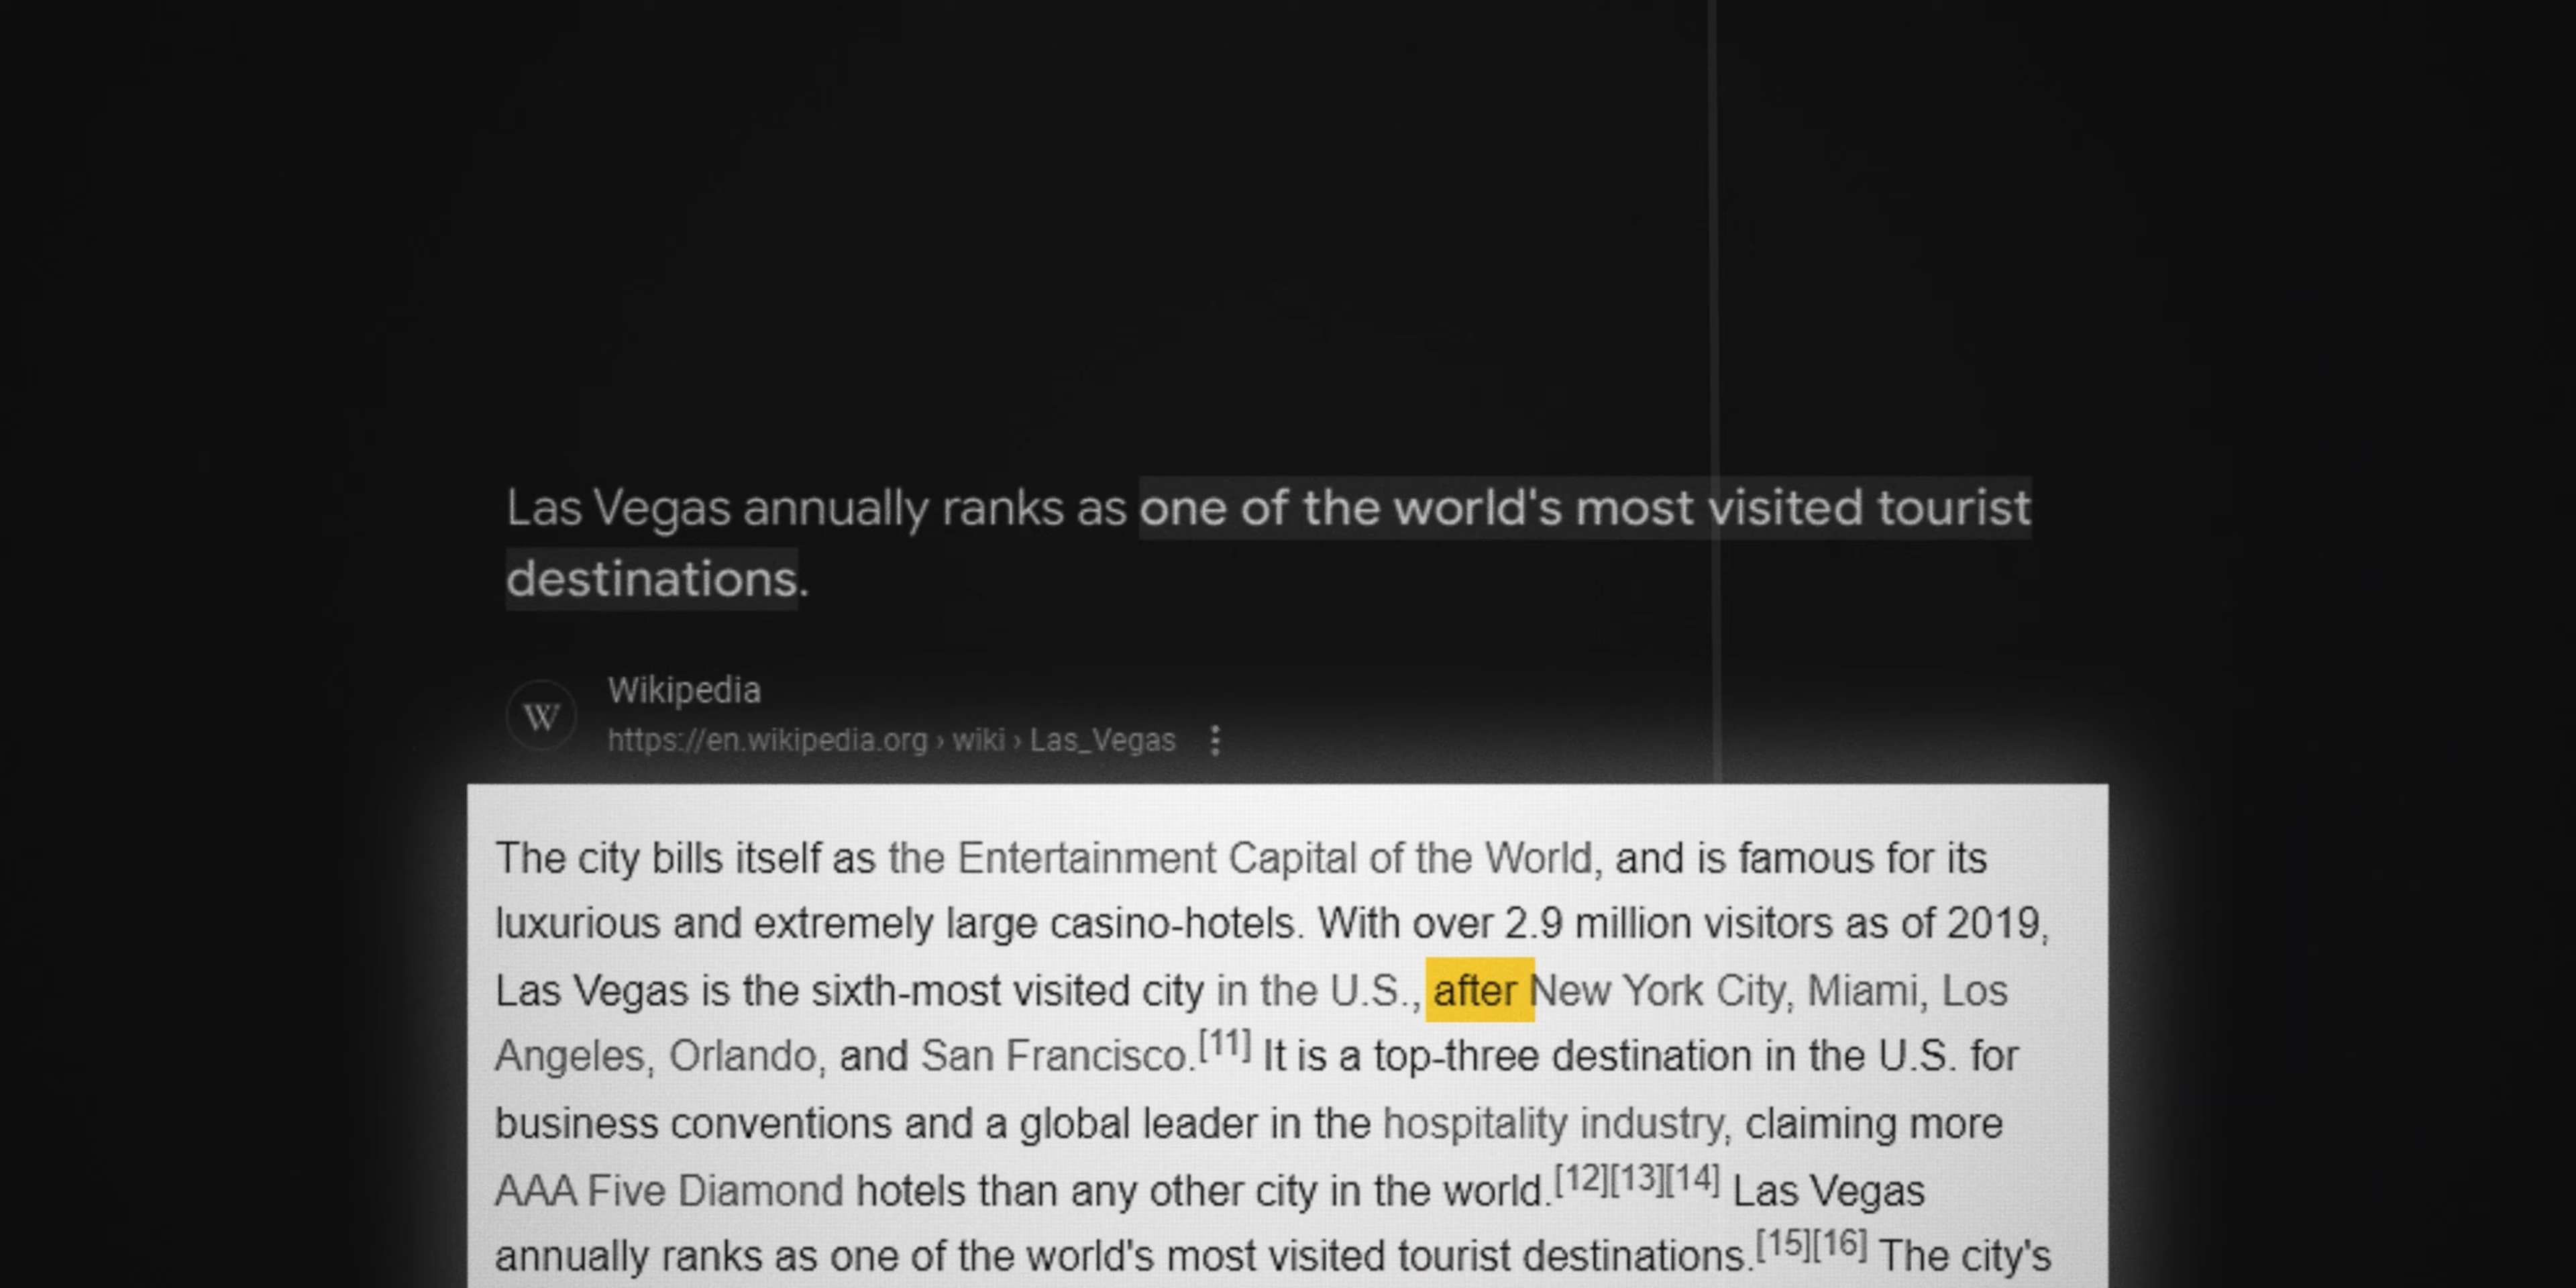 Las Vegas annually ranks as one of the world's most visited tourist
destinations.
W
Wikipedia
https://en.wikipedia.org › wiki › Las_Vegas
The city bills itself as the Entertainment Capital of the World, and is famous for its
luxurious and extremely large casino-hotels. With over 2.9 million visitors as of 2019,
Las Vegas is the sixth-most visited city in the U.S., after New York City, Miami, Los
Angeles, Orlando, and San Francisco.[11] It is a top-three destination in the U.S. for
business conventions and a global leader in the hospitality industry, claiming more
AAA Five Diamond hotels than any other city in the world.[12][13][14] Las Vegas
annually ranks as one of the world's most visited tourist destinations.[15][16] The city's